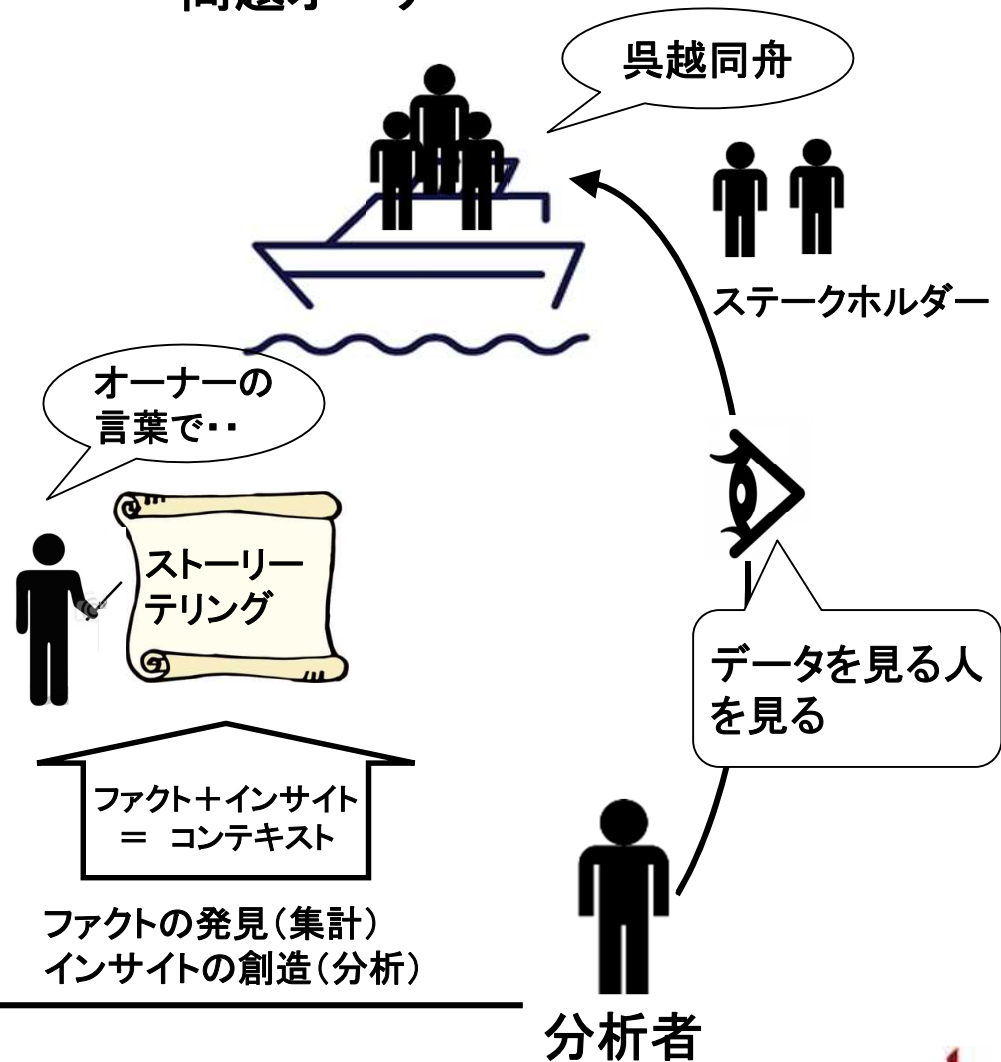 呉越同舟
ステークホルダー
オーナーの
言葉で・・
ストーリー
テリング
データを見る人
を見る
ファクト＋インサイト
＝ コンテキスト
ファクトの発見（集計）
インサイトの創造（分析）
分析者